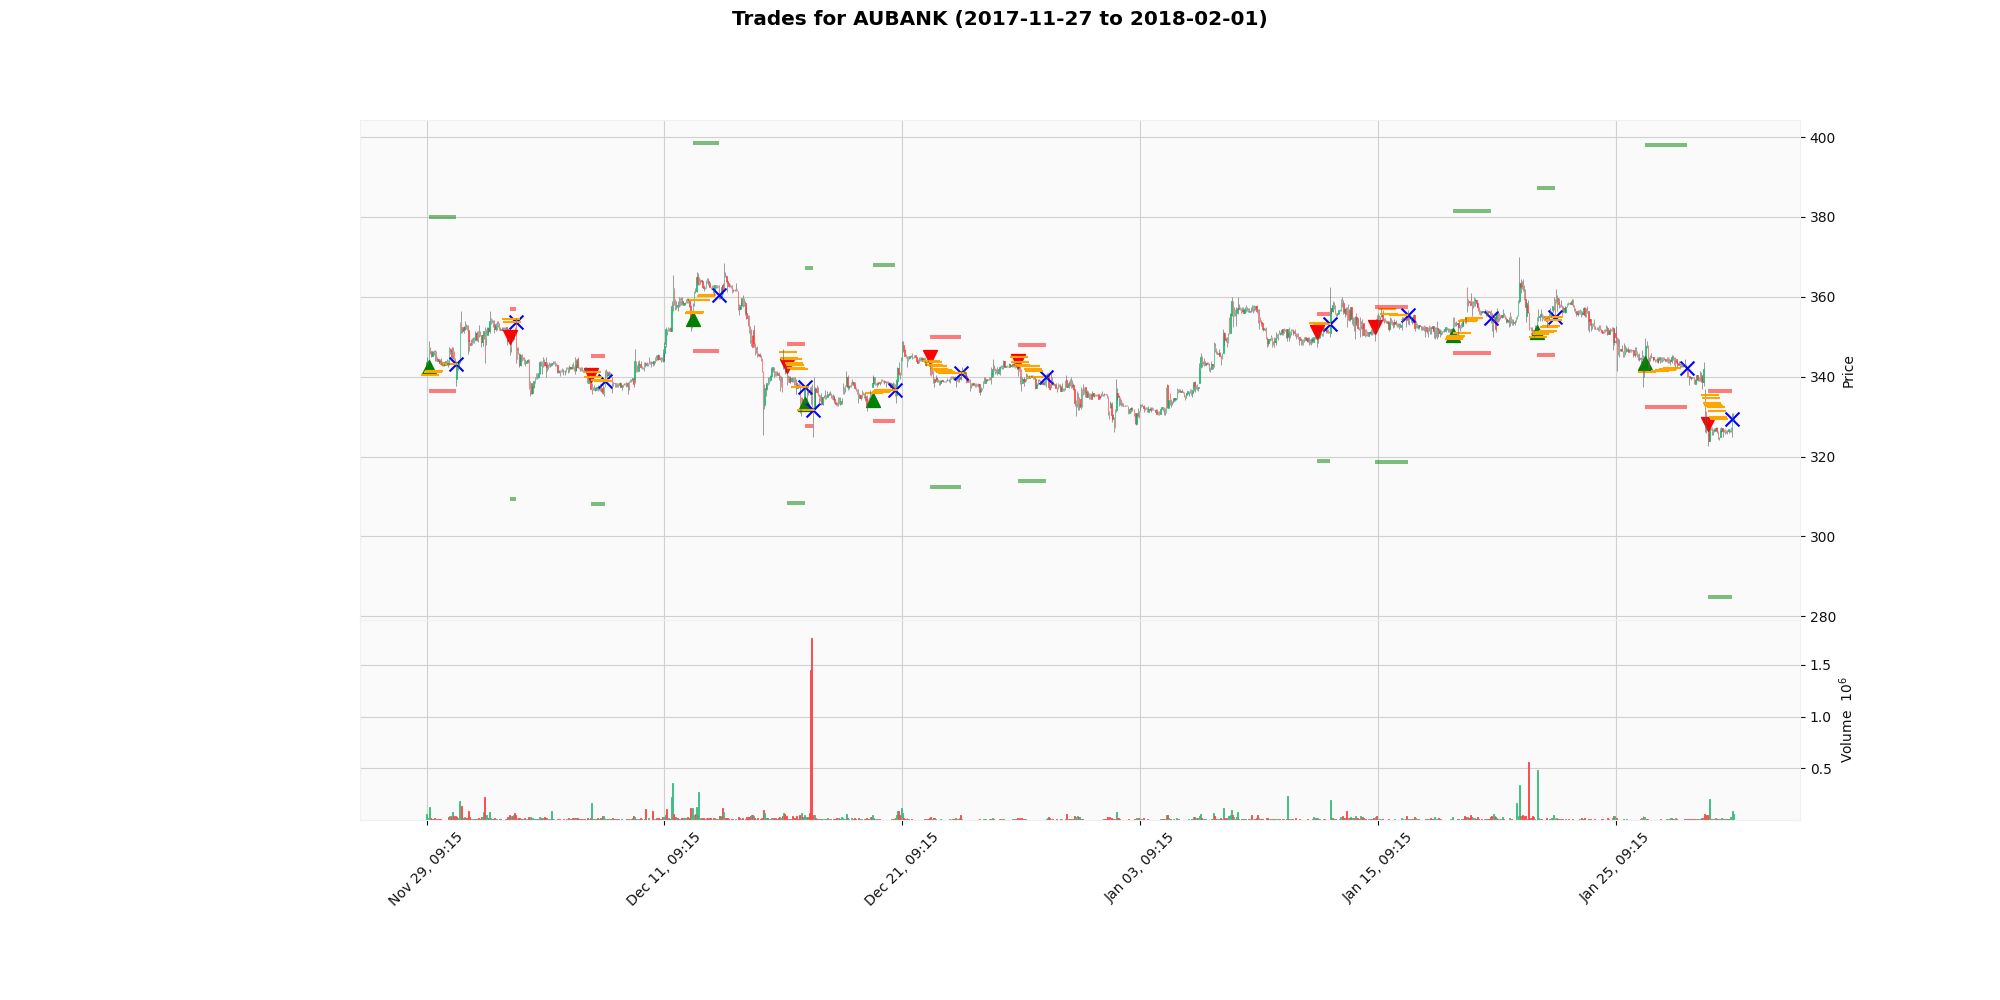 Trades for AUBANK (2017-11-27 to 2018-02-01)
400
380
360
340
320
300
280
Price
1.5
1.0
0.5
Volume 10^6
Nov 29, 09:15
Dec 11, 09:15
Dec 21, 09:15
Jan 03, 09:15
Jan 15, 09:15
Jan 25, 09:15